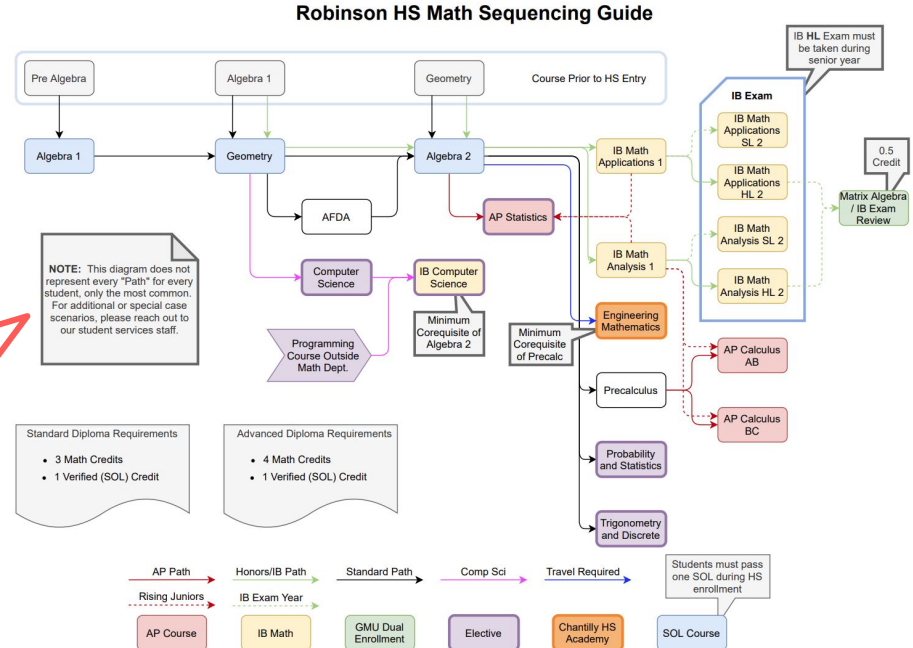 Robinson HS Math Sequencing Guide
IB HL Exam must
be taken during
senior year
Pre Algebra
Algebra 1
Geometry
Course Prior to HS Entry
IB Exam
IB Math
Applications
SL 2
Algebra 1
Geometry
Algebra 2
IB Math
Applications 1
IB Math
Applications
HL 2
0.5
Credit
Matrix Algebra
/ IB Exam
Review
AFDA
AP Statistics
IB Math
Analysis SL 2
IB Math
Analysis 1
IB Math
Analysis HL 2
NOTE: This diagram does not
represent every "Path" for every
student, only the most common.
For additional or special case
scenarios, please reach out to
our student services staff.
Computer
Science
IB Computer
Science
Minimum
Corequisite of
Algebra 2
Engineering
Mathematics
Minimum
Corequisite
of Precalc
Programming
Course Outside
Math Dept.
AP Calculus
AB
Precalculus
AP Calculus
BC
Standard Diploma Requirements
• 3 Math Credits
• 1 Verified (SOL) Credit
Advanced Diploma Requirements
• 4 Math Credits
• 1 Verified (SOL) Credit
Probability
and Statistics
Trigonometry
and Discrete
AP Path
Honors/IB Path
Standard Path
Comp Sci
Travel Required
Students must pass
one SOL during HS
enrollment
Rising Juniors
IB Exam Year
AP Course
IB Math
GMU Dual
Enrollment
Elective
Chantilly HS
Academy
SOL Course